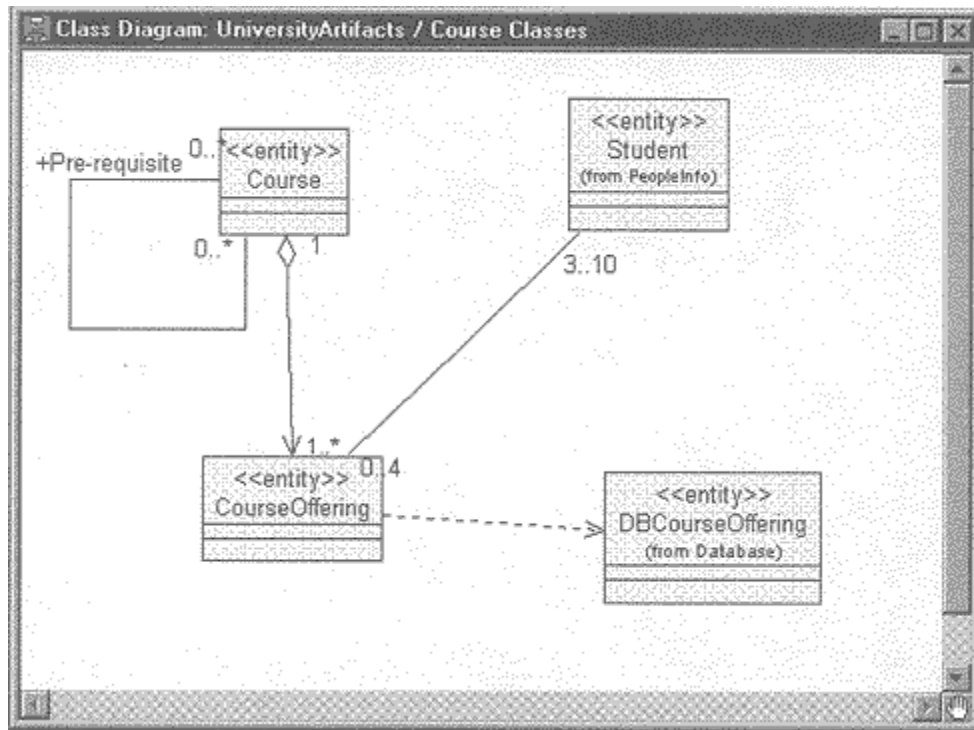 Class Diagram: UniversityArtifacts / Course Classes
+Pre-requisite
0..*
<<entity>>
Course
0..*
1
<<entity>>
Student
(from PeopleInfo)
3..10
1..*
0..4
<<entity>>
CourseOffering
<<entity>>
DBCourseOffering
(from Database)